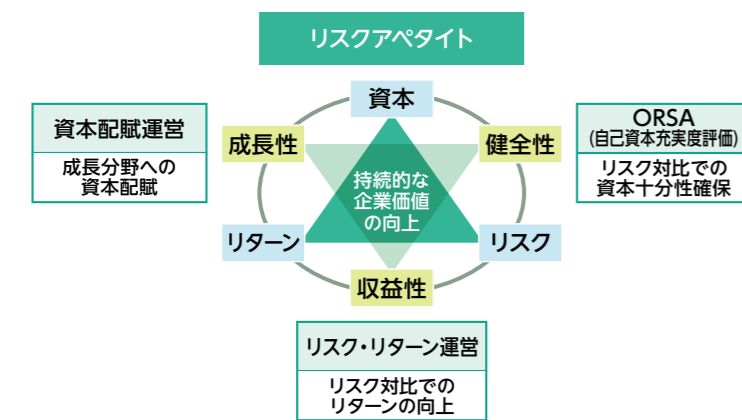 リスクアペタイト
資本
資本配賦運営
成長分野への
資本配賦
成長性
健全性
ORSA
(自己資本充実度評価)
リスク対比での
資本十分性確保
持続的な
企業価値
の向上
リターン
リスク
収益性
リスク・リターン運営
リスク対比での
リターンの向上